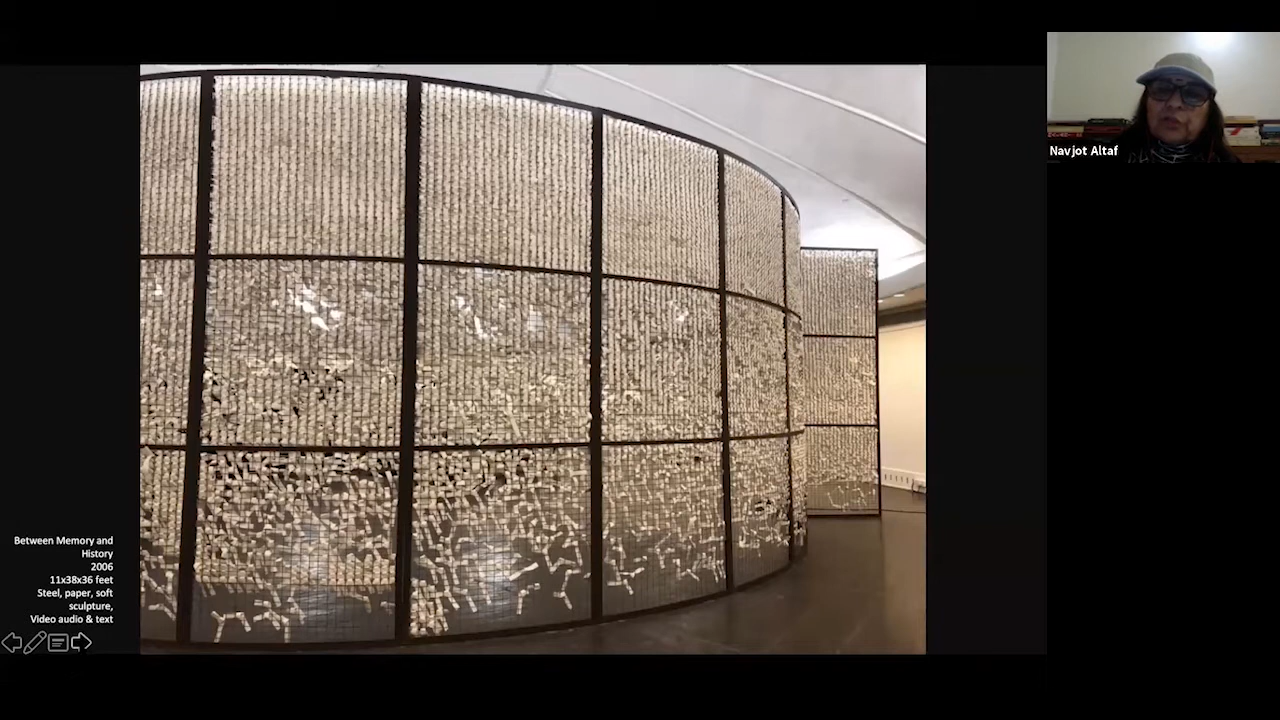 Navjot Altaf
Between Memory and
History
2006
11x38x36 feet
Steel, paper, soft
sculpture,
Video audio & text